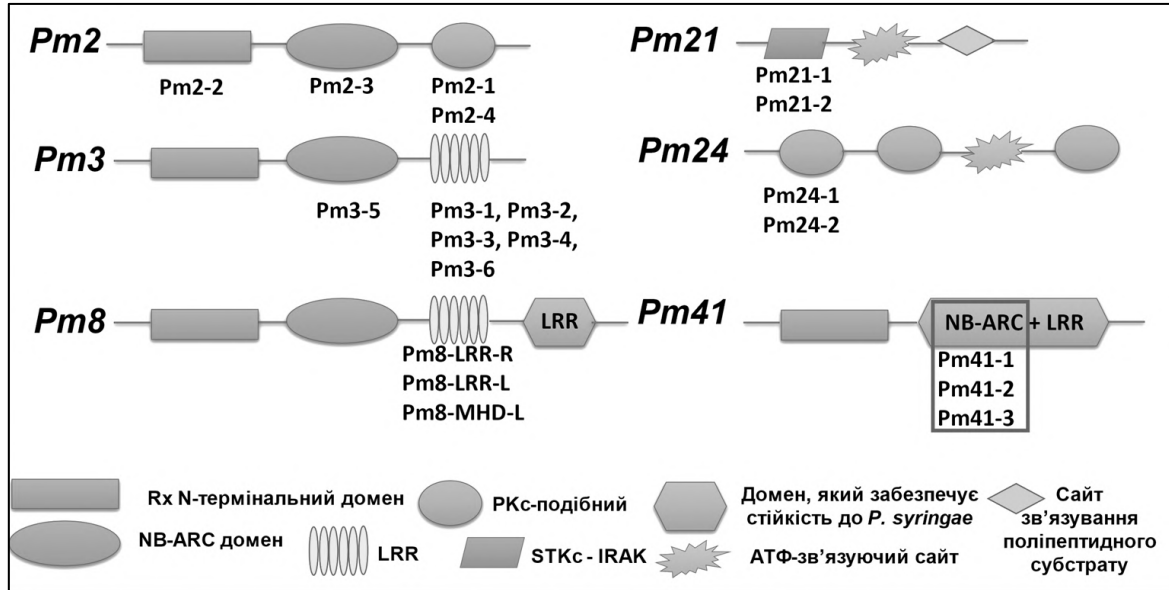 Pm2
Pm2-2
Pm2-3
Pm2-1
Pm2-4
Pm3
Pm3-5
Pm3-1, Pm3-2,
Pm3-3, Pm3-4,
Pm3-6
Pm8
LRR
Pm8-LRR-R
Pm8-LRR-L
Pm8-MHD-L
Pm21
Pm21-1
Pm21-2
Pm24
Pm24-1
Pm24-2
Pm41
NB-ARC + LRR
Pm41-1
Pm41-2
Pm41-3
Rx N-термінальний домен
NB-ARC домен
LRR
PKc-подібний
STKc - IRAK
Домен, який забезпечує
стійкість до P. syringae
АТФ-зв’язуючий сайт
Сайт
зв’язування
поліпептидного
субстрату